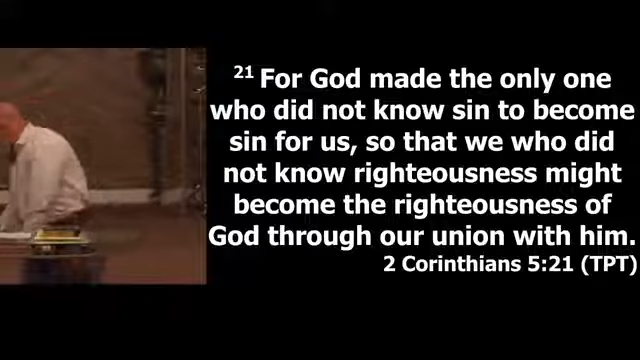 21 For God made the only one
who did not know sin to become
sin for us, so that we who did
not know righteousness might
become the righteousness of
God through our union with him.
2 Corinthians 5:21 (TPT)